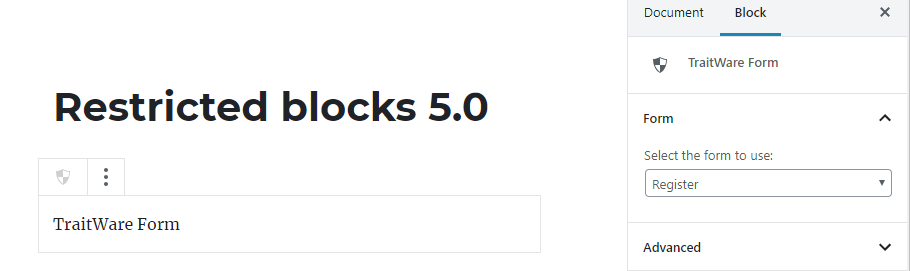 Document Block
TraitWare Form
Restricted blocks 5.0
Form
Select the form to use:
Register
TraitWare Form
Advanced